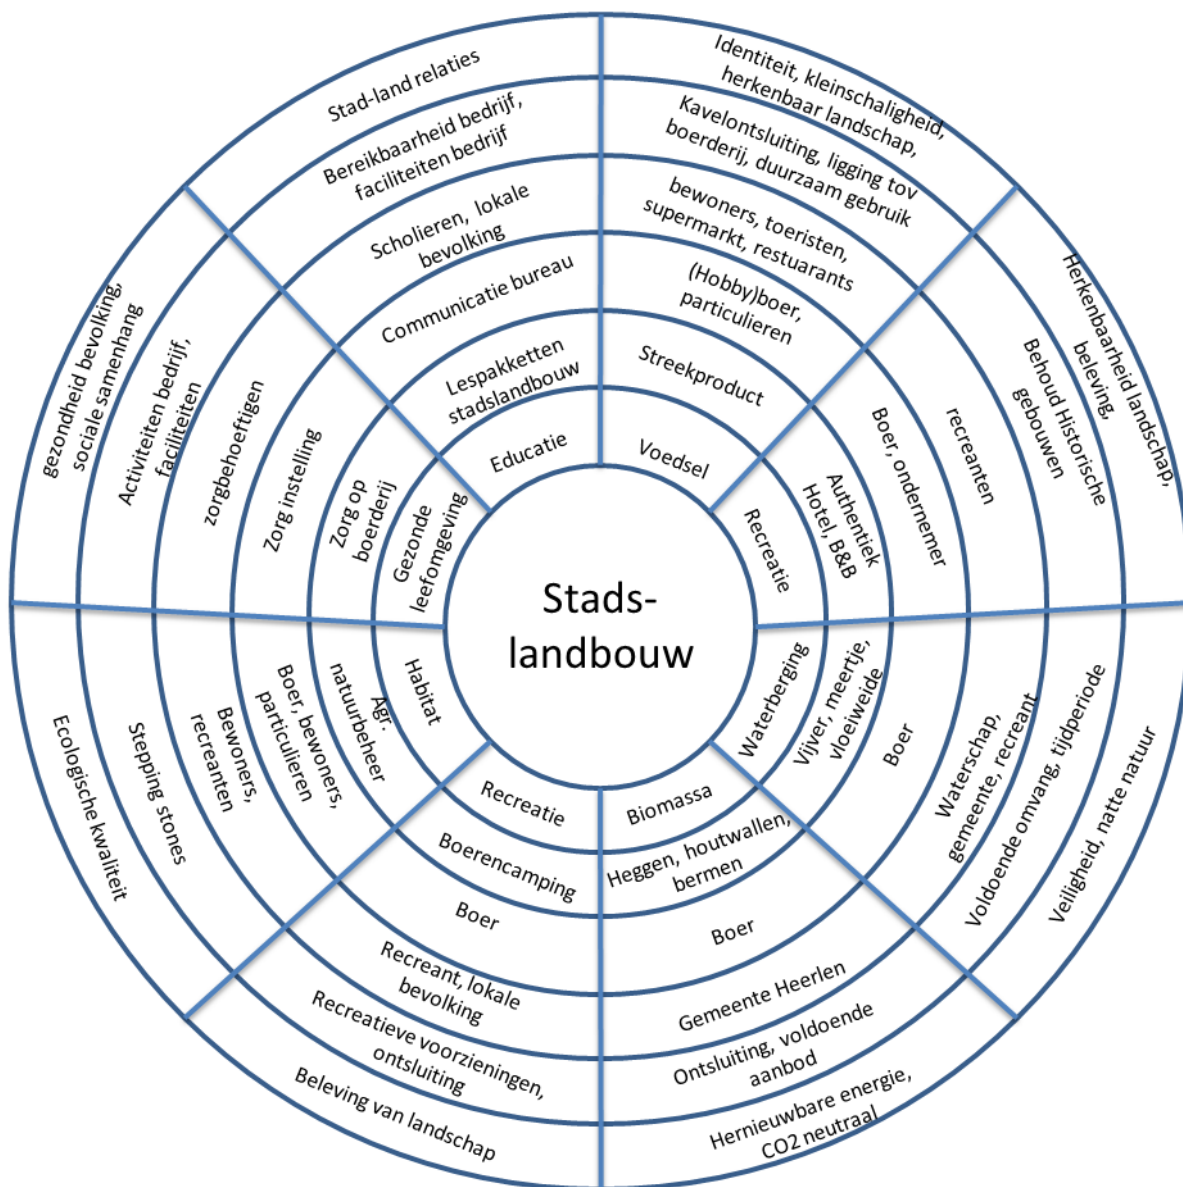 Stads-
landbouw
Voedsel
Streekproduct
(Hobby)boer,
particulieren
bewoners, toeristen,
supermarkt, restuarants
Kavelontsluiting, ligging tov
boerderij, duurzaam gebruik
Identiteit, kleinschaligheid,
herkenbaar landschap,
Recreatie
Authentiek
Hotel, B&B
Boer, ondernemer
recreanten
Behoud Historische
gebouwen
Herkenbaarheid landschap,
beleving,
Waterberging
Vijver, meertje,
vloeiweide
Boer
Waterschap,
gemeente, recreant
Voldoende omvang, tijdperiode
Veiligheid, natte natuur
Biomassa
Heggen, houtwallen,
bermen
Boer
Gemeente Heerlen
Ontsluiting, voldoende
aanbod
Hernieuwbare energie,
CO2 neutraal
Recreatie
Boerencamping
Boer
Recreant, lokale
bevolking
Recreatieve voorzieningen,
ontsluiting
Beleving van landschap
Habitat
Agr.
natuurbeheer
Boer, bewoners,
particulieren
Bewoners,
recreanten
Stepping stones
Ecologische kwaliteit
Gezonde
leefomgeving
Zorg op
boerderij
Zorg instelling
zorgbehoeftigen
Activiteiten bedrijf,
faciliteiten
gezondheid bevolking,
sociale samenhang
Educatie
Lespakketten
stadslandbouw
Communicatie bureau
Scholieren, lokale
bevolking
Bereikbaarheid bedrijf,
faciliteiten bedrijf
Stad-land relaties